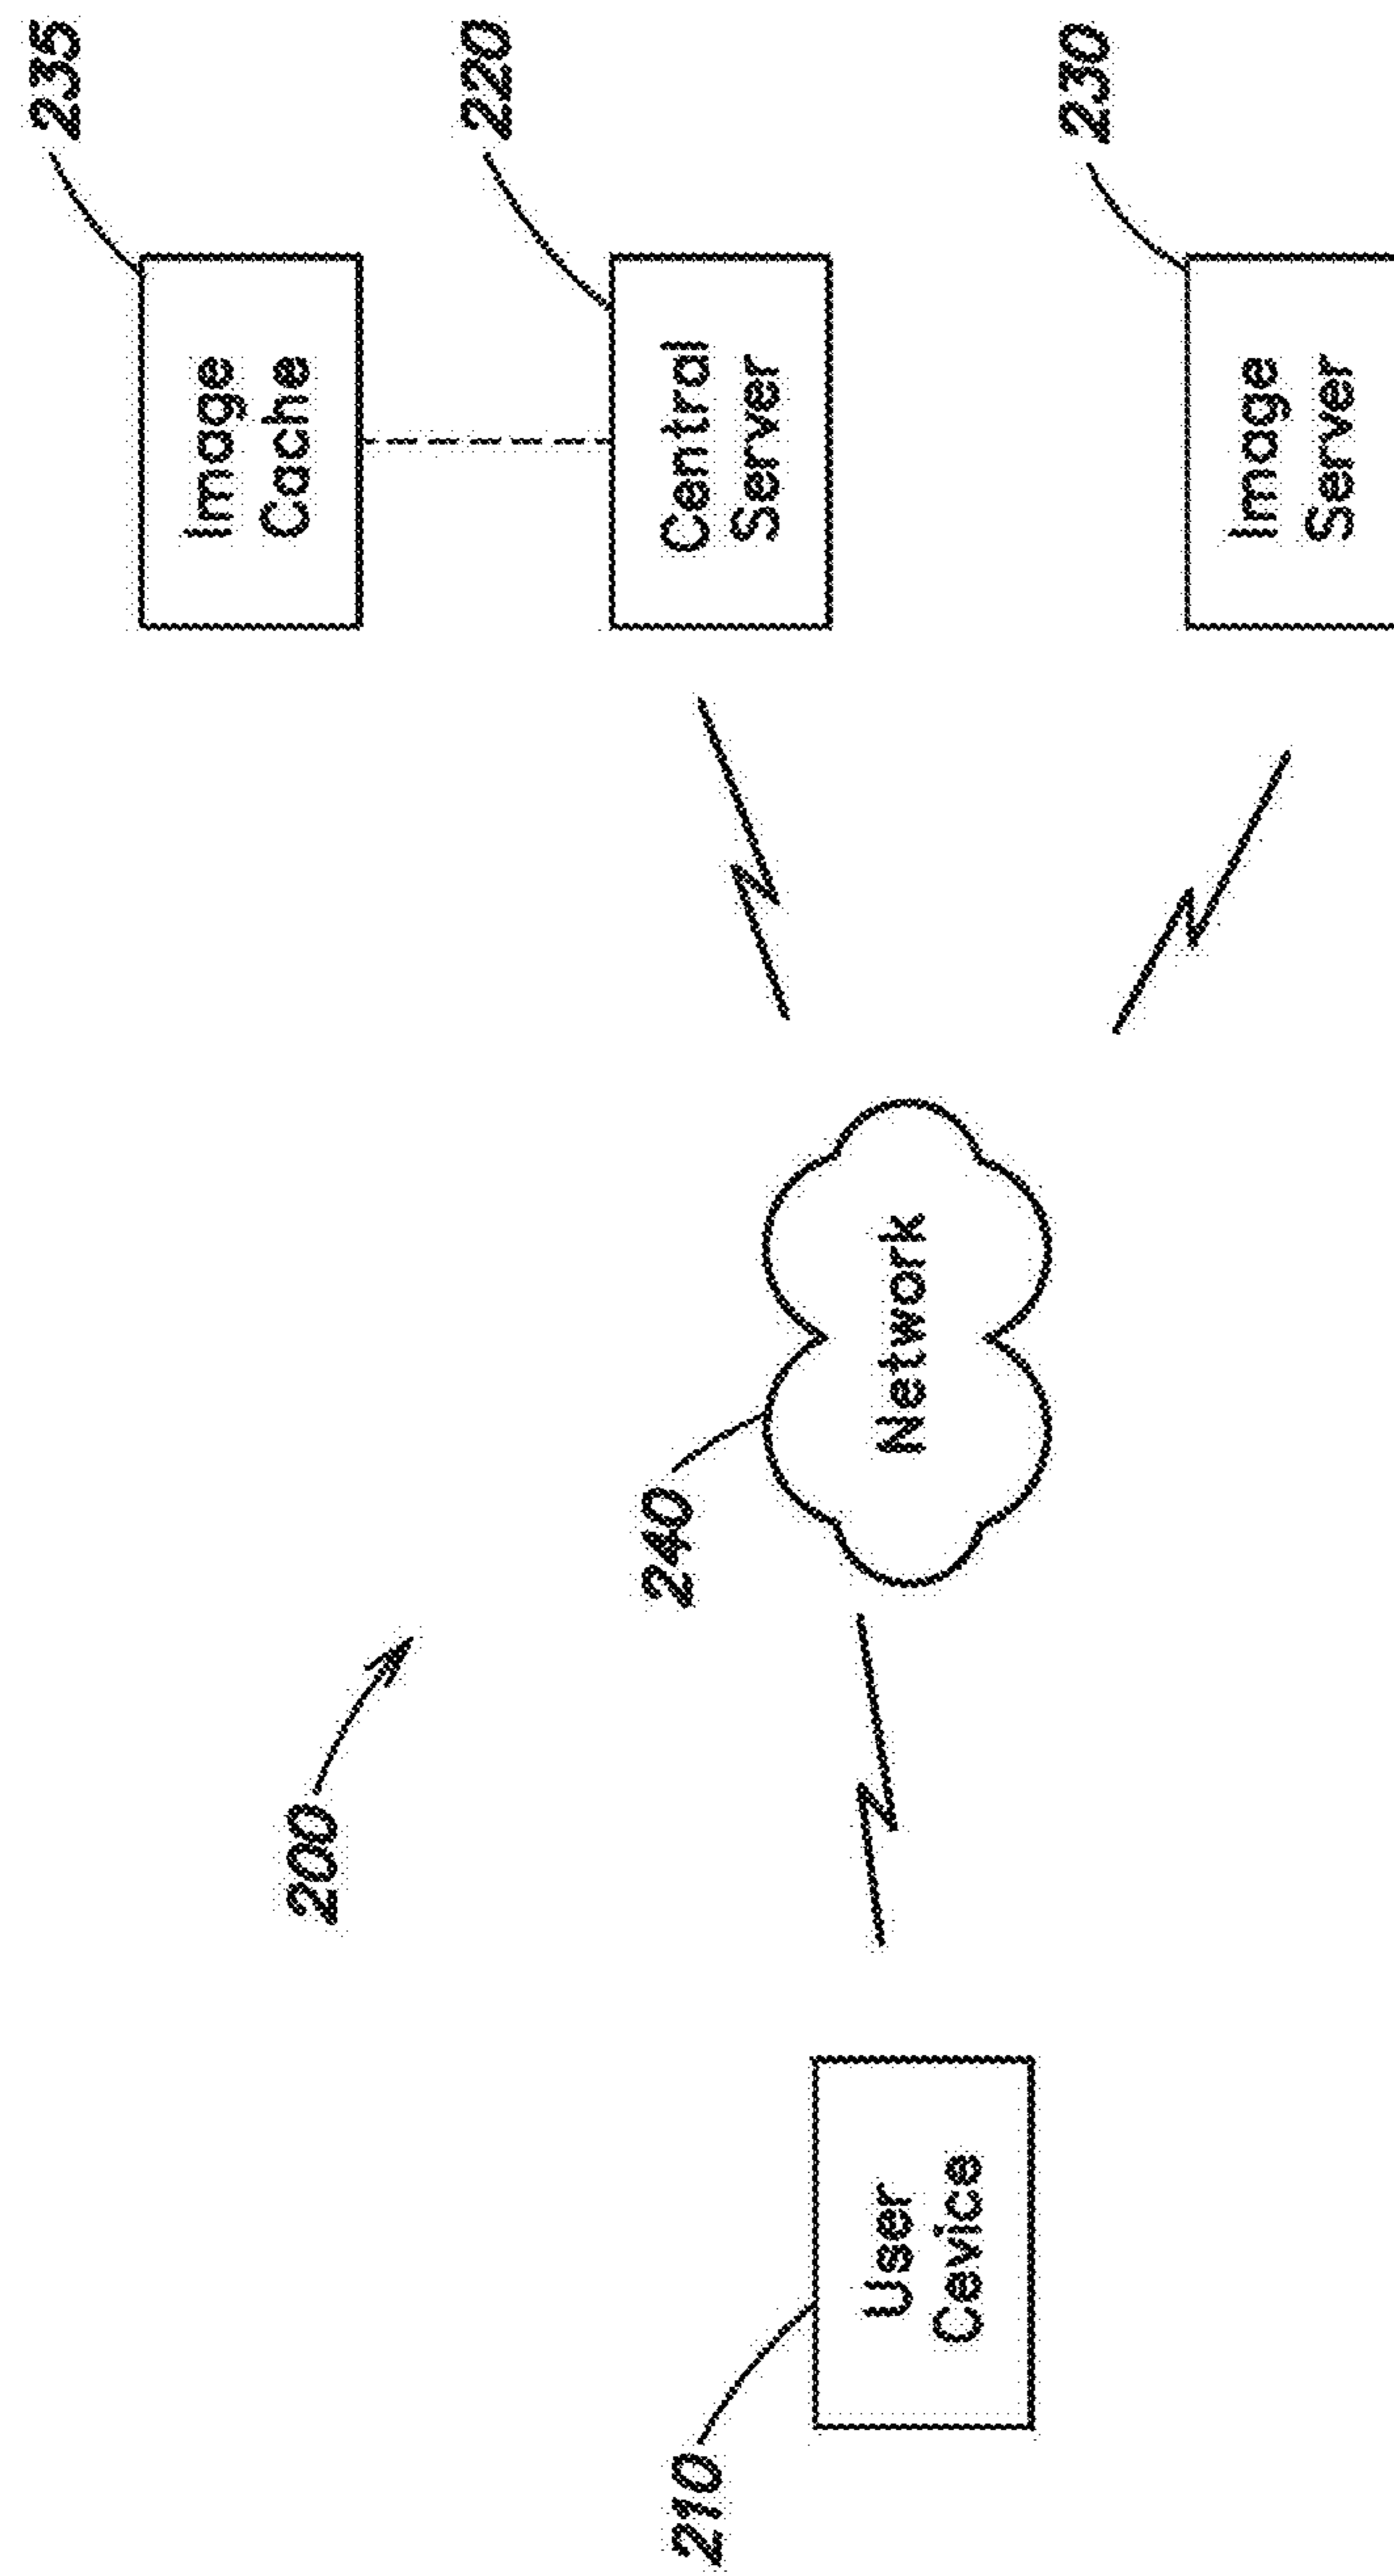 235
Image
Cache
220
Central
Server
230
Image
Server
200
240
Network
210
User
Cevice